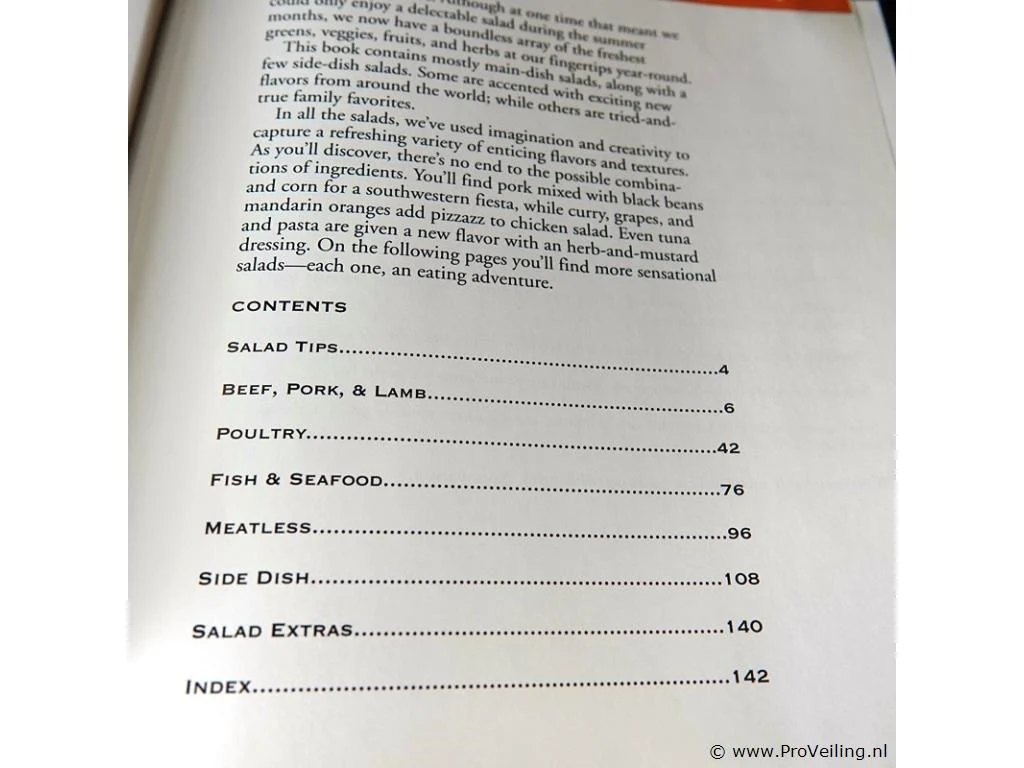 could only enjoy a delectable salad during the summer
although at one time that meant we
months, we now have a boundless array of the freshest
greens, veggies, fruits, and herbs at our fingertips year-round.
This book contains mostly main-dish salads, along with a
few side-dish salads. Some are accented with exciting new
flavors from around the world; while others are tried-and-
true family favorites.
In all the salads, we've used imagination and creativity to
capture a refreshing variety of enticing flavors and textures.
As you'll discover, there's no end to the possible combina-
tions of ingredients. You'll find pork mixed with black beans
and corn for a southwestern fiesta, while curry, grapes, and
mandarin oranges add pizzazz to chicken salad. Even tuna
and pasta are given a new flavor with an herb-and-mustard
dressing. On the following pages you'll find more sensational
salads—each one, an eating adventure.
CONTENTS
SALAD TIPS..........4
BEEF, PORK, & LAMB..........6
POULTRY..........42
FISH & SEAFOOD..........76
MEATLESS..........96
SIDE DISH..........108
SALAD EXTRAS..........140
INDEX..........142
© www.ProVeiling.nl